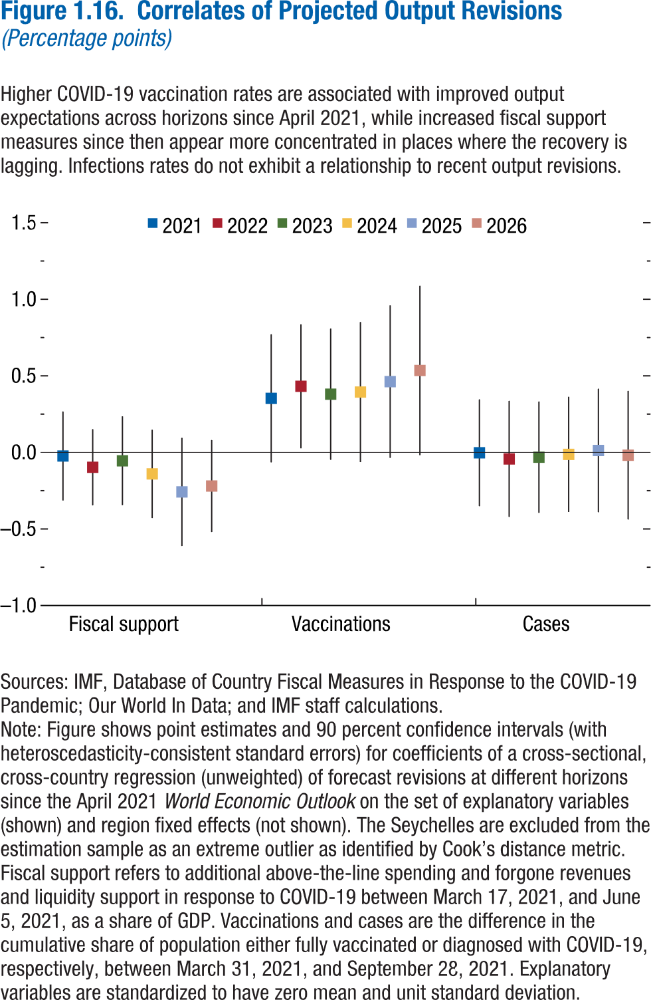 Figure 1.16. Correlates of Projected Output Revisions
(Percentage points)
Higher COVID-19 vaccination rates are associated with improved output
expectations across horizons since April 2021, while increased fiscal support
measures since then appear more concentrated in places where the recovery is
lagging. Infections rates do not exhibit a relationship to recent output revisions.
2021 2022 2023 2024 2025 2026
1.5
1.0
0.5
0.0
–0.5
–1.0
Fiscal support Vaccinations Cases
Sources: IMF, Database of Country Fiscal Measures in Response to the COVID-19
Pandemic; Our World In Data; and IMF staff calculations.
Note: Figure shows point estimates and 90 percent confidence intervals (with
heteroscedasticity-consistent standard errors) for coefficients of a cross-sectional,
cross-country regression (unweighted) of forecast revisions at different horizons
since the April 2021 World Economic Outlook on the set of explanatory variables
(shown) and region fixed effects (not shown). The Seychelles are excluded from the
estimation sample as an extreme outlier as identified by Cook’s distance metric.
Fiscal support refers to additional above-the-line spending and forgone revenues
and liquidity support in response to COVID-19 between March 17, 2021, and June
5, 2021, as a share of GDP. Vaccinations and cases are the difference in the
cumulative share of population either fully vaccinated or diagnosed with COVID-19,
respectively, between March 31, 2021, and September 28, 2021. Explanatory
variables are standardized to have zero mean and unit standard deviation.